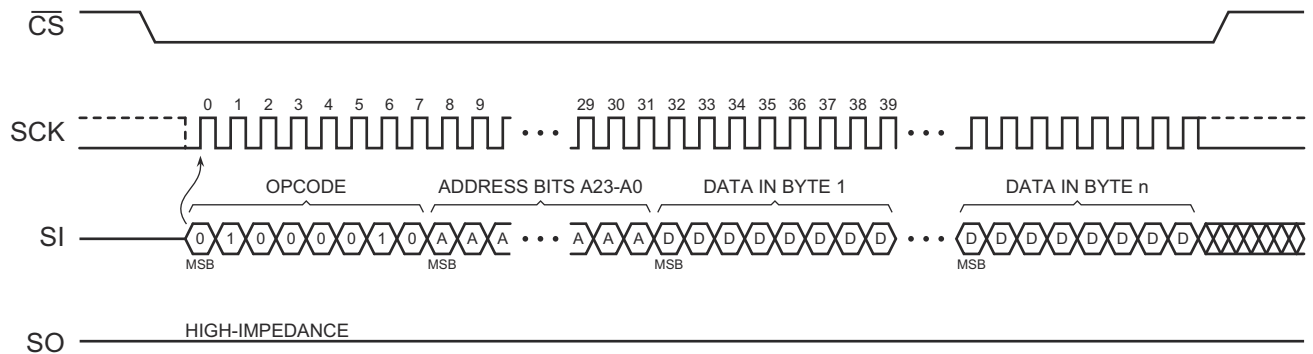 CS
SCK
0 1 2 3 4 5 6 7 8 9 29 30 31 32 33 34 35 36 37 38 39
OPCODE ADDRESS BITS A23-A0 DATA IN BYTE 1 DATA IN BYTE n
SI
0 1 0 0 0 0 1 0 A A A A A A D D D D D D D D D D D D D D D D
MSB MSB MSB MSB
HIGH-IMPEDANCE
SO